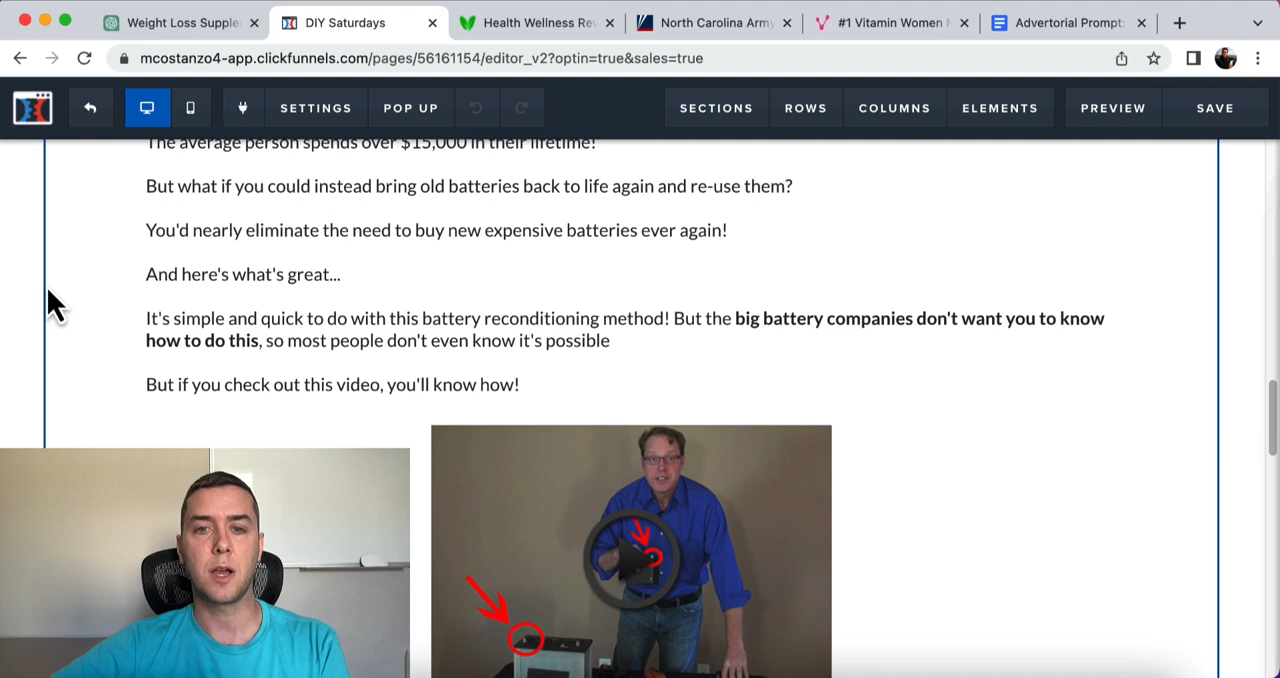 Weight Loss Supple
DIY Saturdays
Health Wellness Re
North Carolina Army
#1 Vitamin Women
Advertorial Prompt:
mcostanzo4-app.clickfunnels.com/pages/56161154/editor_v2?optin=true&sales=true
SETTINGS
POP UP
SECTIONS
ROWS
COLUMNS
ELEMENTS
PREVIEW
SAVE
The average person spends over $15,000 in their lifetime!
But what if you could instead bring old batteries back to life again and re-use them?
You'd nearly eliminate the need to buy new expensive batteries ever again!
And here's what's great...
It's simple and quick to do with this battery reconditioning method! But the big battery companies don't want you to know
how to do this, so most people don't even know it's possible
But if you check out this video, you'll know how!